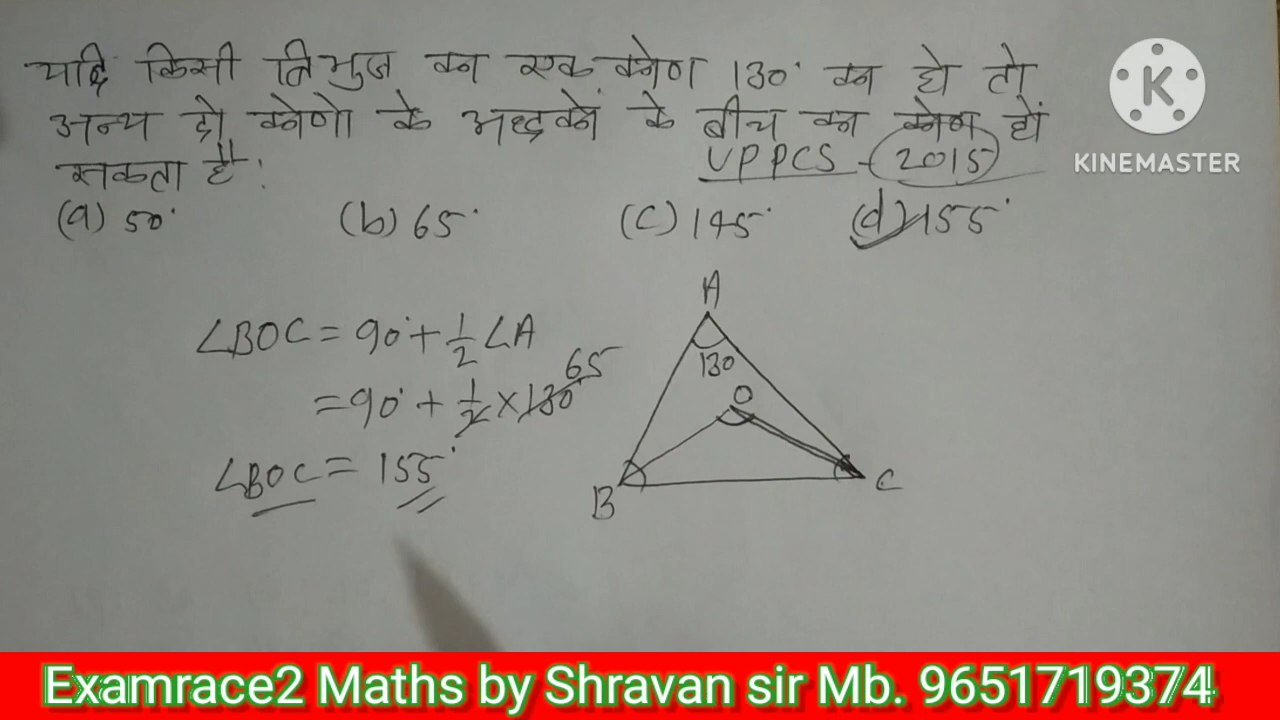 यदि किसी त्रिभुज का एक कोण 130° का हो तो
अन्य दो कोणो के अर्द्धकों के बीच का कोण हो
सकता है:
UPPCS - (2015)
KINEMASTER
(a) 50° (b) 65° (c) 145° (d) 155°
∠BOC = 90° + 1/2 ∠A
= 90° + 1/2 × 130° 65
∠BOC = 155°
A
130
O
B
C
Examrace2 Maths by Shravan sir Mb. 9651719374